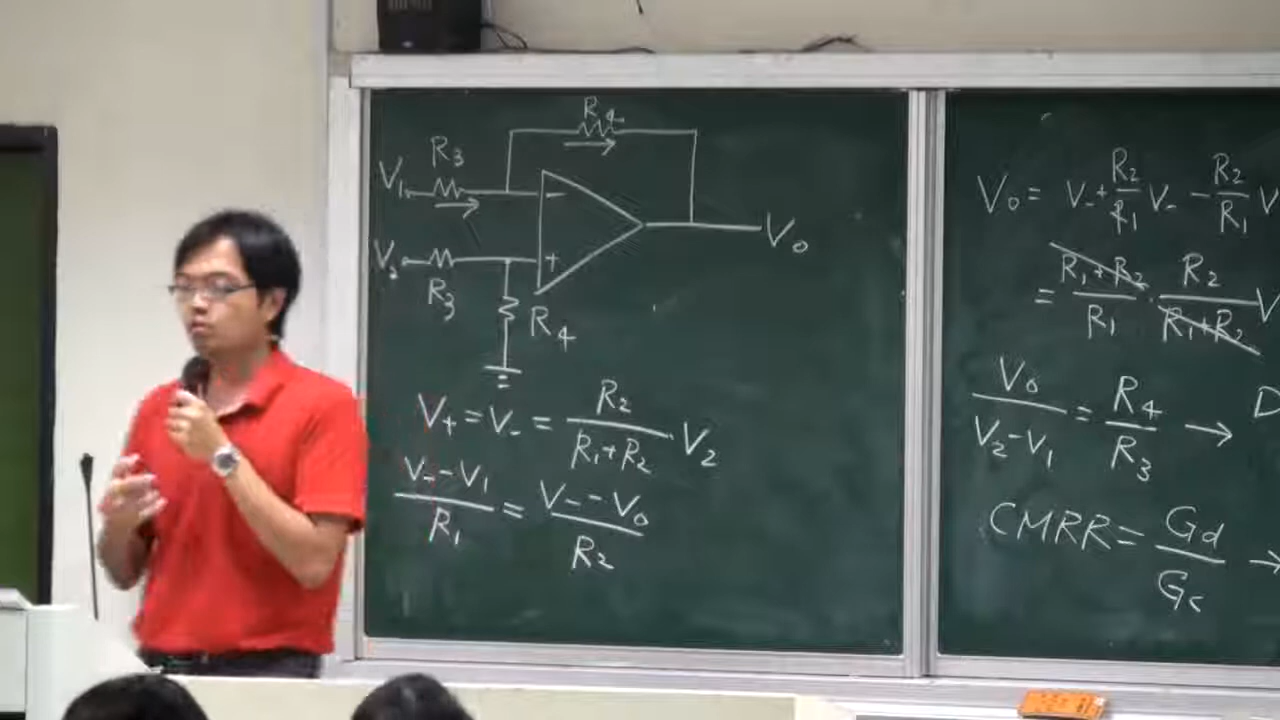 R4
R3
V1
-
V2
+
R3
R4
V0
V+ = V- = R2/(R1+R2) V2
(V- - V1)/R1 = (V- - V0)/R2
V0 = V- + R2/R1 V- - R2/R1 V
= (R1+R2)/R1 · R2/(R1+R2) V
V0/(V2-V1) = R4/R3 → D
CMRR = Gd/Gc →